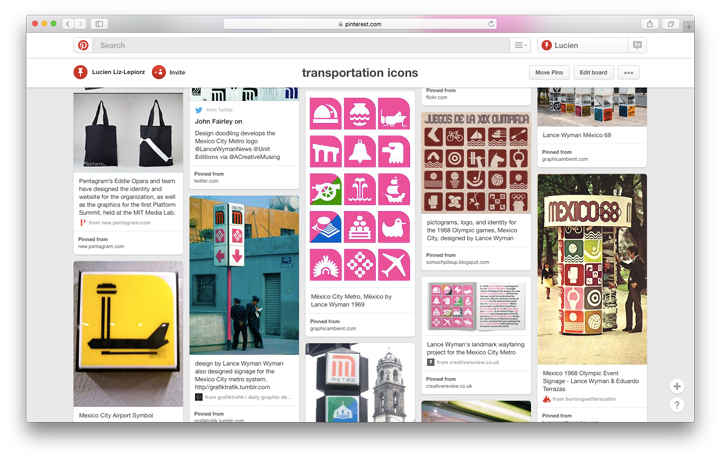 pinterest.com
Search
Lucien
Lucien Liz-Lepiorz
Invite
transportation icons
Move Pins
Edit board
Platform.
Pentagram's Eddie Opara and team
have designed the identity and
website for the organization, as well
as the graphics for the first Platform
Summit, held at the MIT Media Lab.
from new.pentagram.com
Pinned from
new.pentagram.com
Mexico City Airport Symbol
from Twitter
John Fairley on
Design doodling develops the
Mexico City Metro logo
@LanceWymanNews @Unit
Editions via @ACreativeMusing
Pinned from
twitter.com
design by Lance Wyman Wyman
also designed signage for the
Mexico City metro system.
http://grafiktrafik.tumblr.com
from grafiktrafik | daily graphic de...
Pinned from
grafiktrafik.tumblr.com
México City Metro, México by
Lance Wyman 1969
Pinned from
graphicambient.com
METRO
Pinned from
flickr.com
JUEGOS DE LA XIX OLIMPIADA
pictograms, logo, and identity for
the 1968 Olympic games, Mexico
City, designed by Lance Wyman
Pinned from
somuchpileup.blogspot.com
Lance Wyman's landmark wayfaring
project for the Mexico City Metro
from creativereview.co.uk
Pinned from
creativereview.co.uk
Lance Wyman México 68
Pinned from
graphicambient.com
MEXICO68
Mexico 1968 Olympic Event
Signage - Lance Wyman & Eduardo
Terrazas
from burningsettlerscabin
Pinned from
?